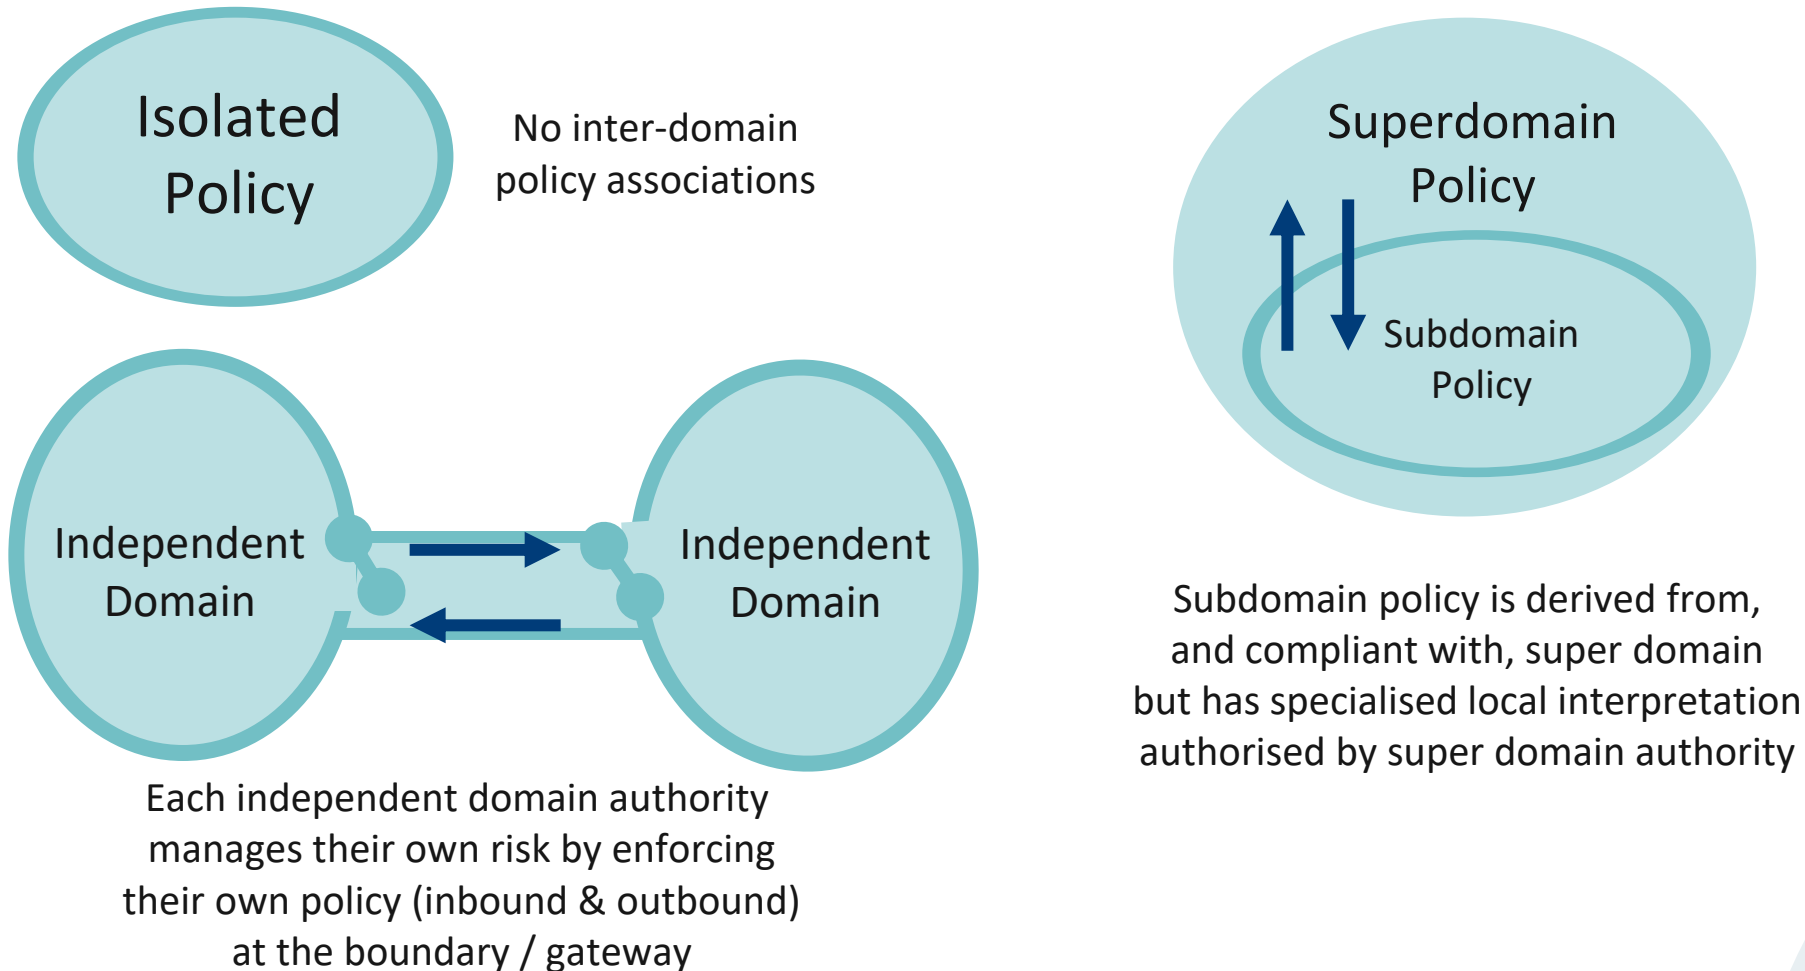 Isolated
Policy
No inter-domain
policy associations
Superdomain
Policy
Subdomain
Policy
Independent
Domain
Independent
Domain
Each independent domain authority
manages their own risk by enforcing
their own policy (inbound & outbound)
at the boundary / gateway
Subdomain policy is derived from,
and compliant with, super domain
but has specialised local interpretation
authorised by super domain authority